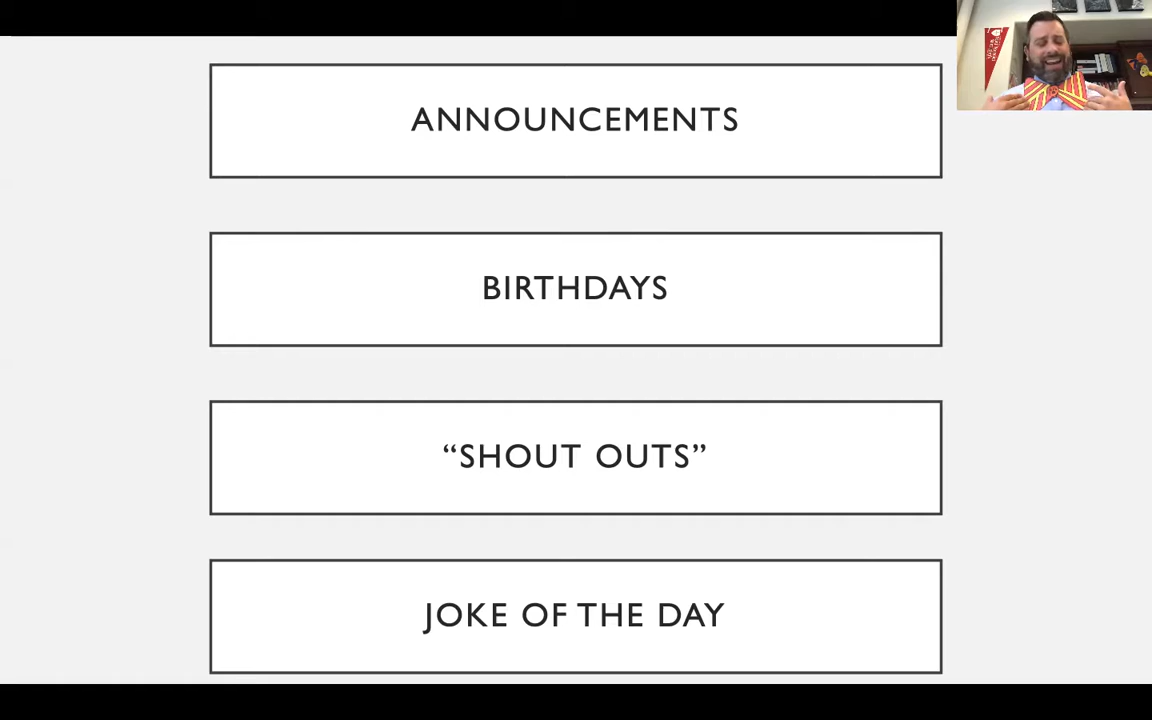 ANNOUNCEMENTS
BIRTHDAYS
“SHOUT OUTS”
JOKE OF THE DAY